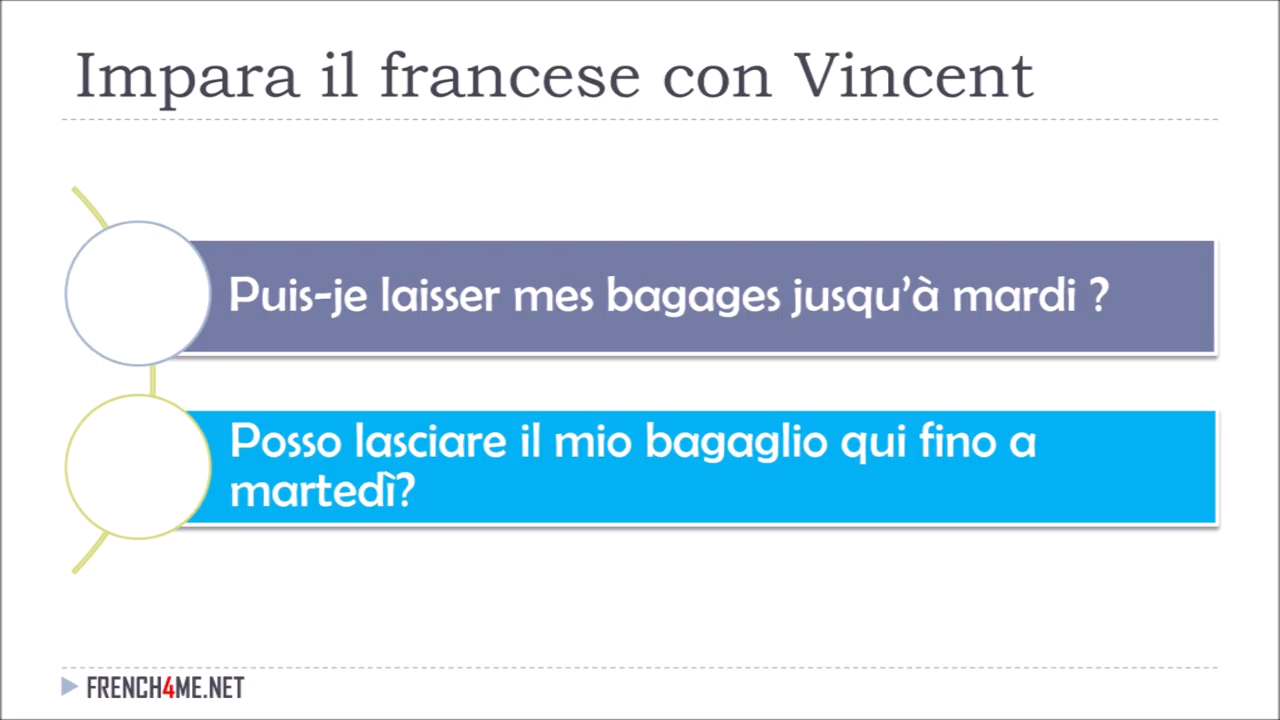 Impara il francese con Vincent
Puis-je laisser mes bagages jusqu’à mardi ?
Posso lasciare il mio bagaglio qui fino a
martedì?
FRENCH4ME.NET